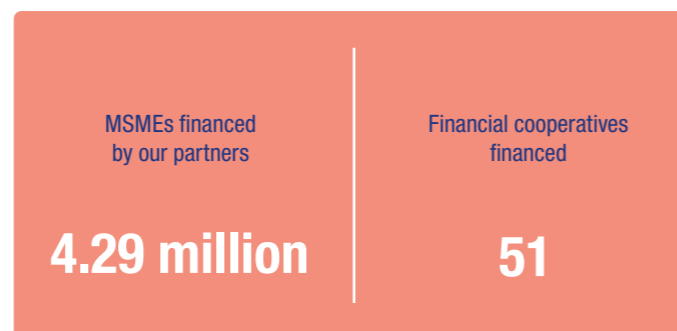 MSMEs financed
by our partners
4.29 million
Financial cooperatives
financed
51